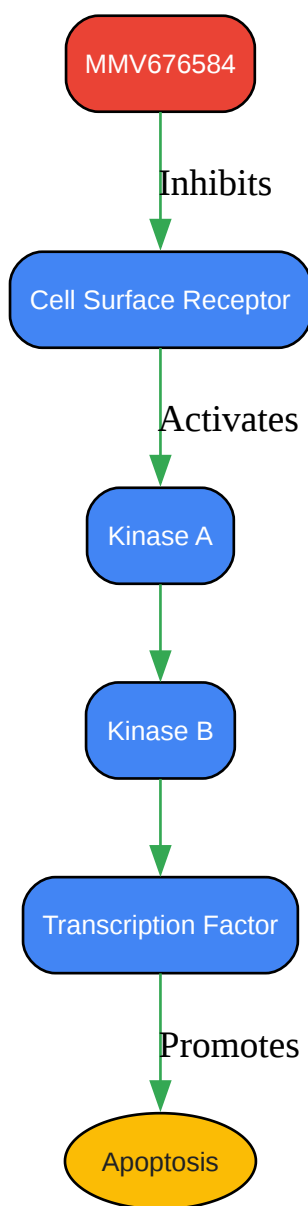 MMV676584
Inhibits
Cell Surface Receptor
Activates
Kinase A
Kinase B
Transcription Factor
Promotes
Apoptosis